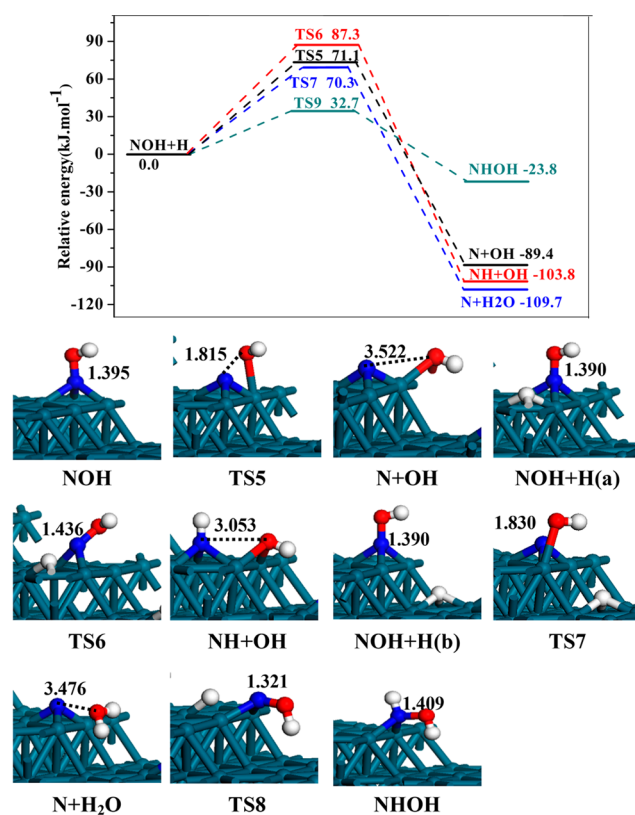 Relative energy(kJ.mol⁻¹)
90
60
30
0
-30
-60
-90
-120
TS6 87.3
TS5 71.1
TS7 70.3
TS9 32.7
NOH+H
0.0
NHOH -23.8
N+OH -89.4
NH+OH -103.8
N+H2O -109.7
1.395
1.815
3.522
1.390
NOH
TS5
N+OH
NOH+H(a)
1.436
3.053
1.390
1.830
TS6
NH+OH
NOH+H(b)
TS7
3.476
1.321
1.409
N+H₂O
TS8
NHOH